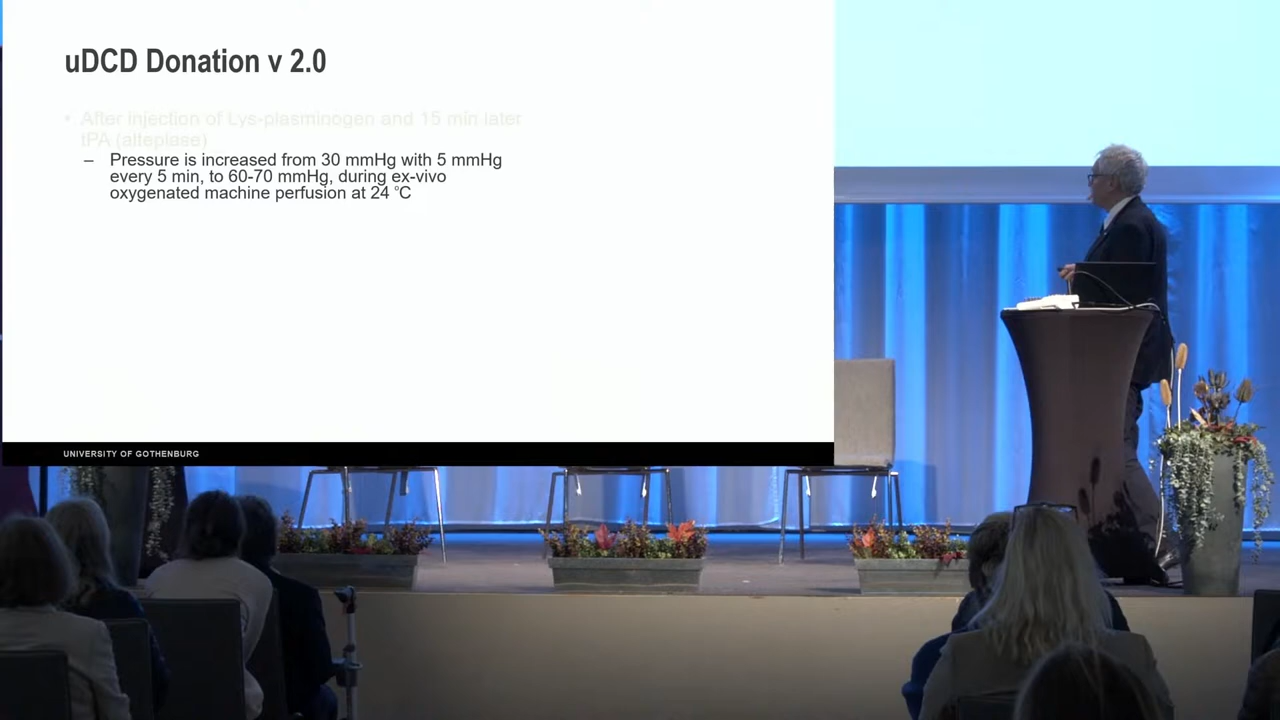 uDCD Donation v 2.0
• After injection of Lys-plasminogen and 15 min later
tPA (alteplase)
– Pressure is increased from 30 mmHg with 5 mmHg
every 5 min, to 60-70 mmHg, during ex-vivo
oxygenated machine perfusion at 24 °C
UNIVERSITY OF GOTHENBURG